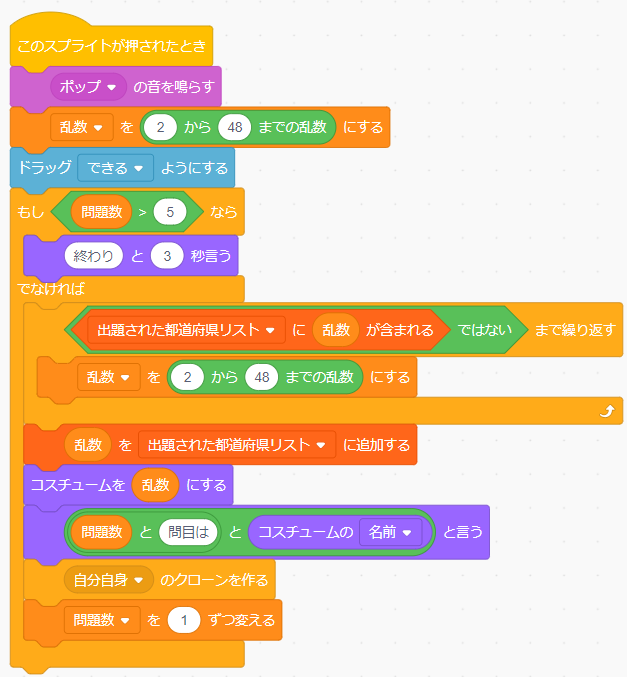 このスプライトが押されたとき
ポップ の音を鳴らす
乱数 を 2 から 48 までの乱数 にする
ドラッグ できる ようにする
もし 問題数 > 5 なら
終わり と 3 秒言う
でなければ
出題された都道府県リスト に 乱数 が含まれる ではない まで繰り返す
乱数 を 2 から 48 までの乱数 にする
乱数 を 出題された都道府県リスト に追加する
コスチュームを 乱数 にする
問題数 と 問目は と コスチュームの 名前 と言う
自分自身 のクローンを作る
問題数 を 1 ずつ変える